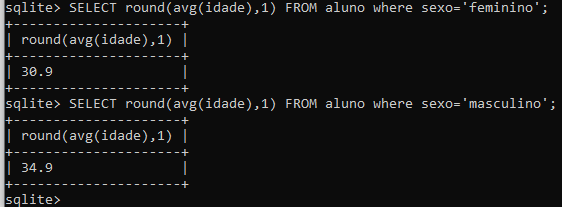 sqlite> SELECT round(avg(idade),1) FROM aluno where sexo='feminino';
+---------------------+
| round(avg(idade),1) |
+---------------------+
| 30.9                |
+---------------------+
sqlite> SELECT round(avg(idade),1) FROM aluno where sexo='masculino';
+---------------------+
| round(avg(idade),1) |
+---------------------+
| 34.9                |
+---------------------+
sqlite>